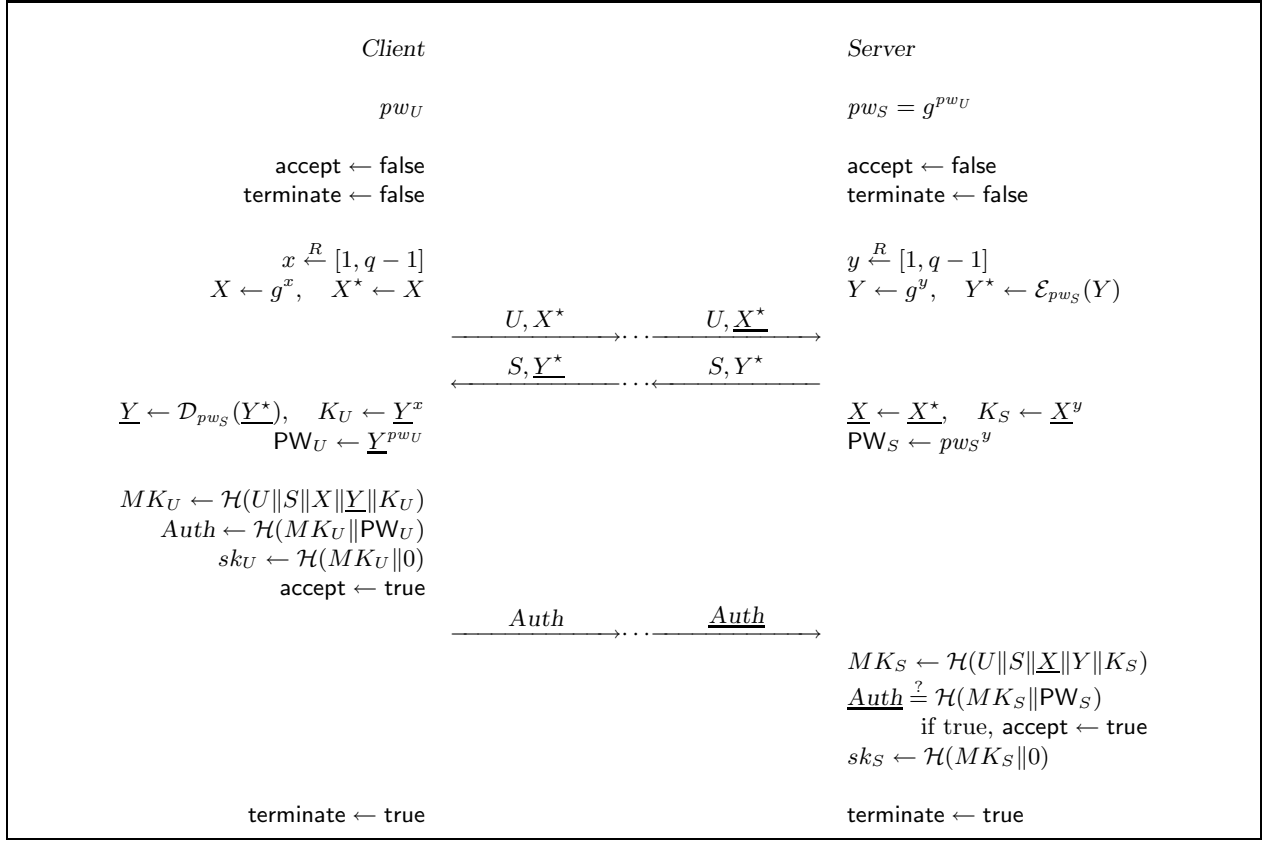 Client Server
pw_U pw_S = g^{pw_U}
accept ← false accept ← false
terminate ← false terminate ← false
x ←^R [1, q − 1] y ←^R [1, q − 1]
X ← g^x, X^⋆ ← X Y ← g^y, Y^⋆ ← ℰ_{pw_S}(Y)
U, X^⋆ ··· U, X^⋆
S, Y^⋆ ··· S, Y^⋆
Y ← 𝒟_{pw_S}(Y^⋆), K_U ← Y^x X ← X^⋆, K_S ← X^y
PW_U ← Y^{pw_U} PW_S ← pw_S^y
MK_U ← ℋ(U‖S‖X‖Y‖K_U)
Auth ← ℋ(MK_U‖PW_U)
sk_U ← ℋ(MK_U‖0)
accept ← true
Auth ··· Auth
MK_S ← ℋ(U‖S‖X‖Y‖K_S)
Auth ≟ ℋ(MK_S‖PW_S)
if true, accept ← true
sk_S ← ℋ(MK_S‖0)
terminate ← true terminate ← true